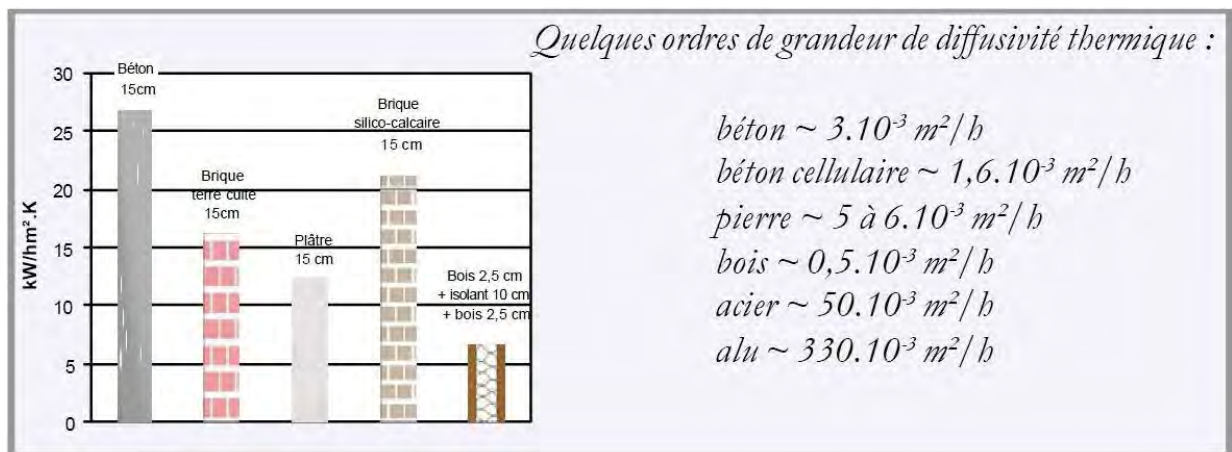 Quelques ordres de grandeur de diffusivité thermique :
30
25
20
15
10
5
0
kW/hm².K
Béton
15cm
Brique
terre cuite
15cm
Plâtre
15 cm
Brique
silico-calcaire
15 cm
Bois 2,5 cm
+ isolant 10 cm
+ bois 2,5 cm
béton ~ 3.10⁻³ m²/h
béton cellulaire ~ 1,6.10⁻³ m²/h
pierre ~ 5 à 6.10⁻³ m²/h
bois ~ 0,5.10⁻³ m²/h
acier ~ 50.10⁻³ m²/h
alu ~ 330.10⁻³ m²/h